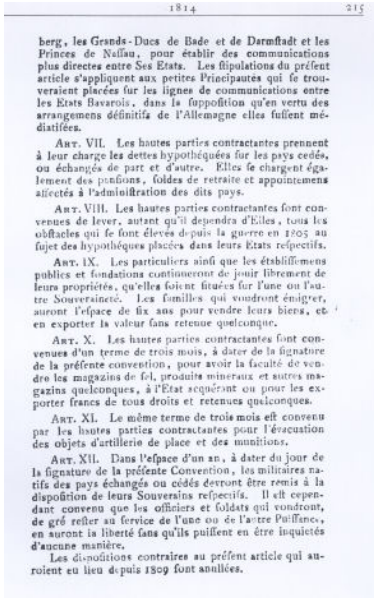 1814 215
berg, les Grands-Ducs de Bade et de Darmſtadt et les
Princes de Naſſau, pour établir des communications
plus directes entre Ses Etats. Les ſtipulations du préſent
article s'appliquent aux petites Principautés qui ſe trou-
veraient placées ſur les lignes de communications entre
les Etats Bavarois, dans la ſuppoſition qu'en vertu des
arrangemens définitifs de l'Allemagne elles fuſſent mé-
diatiſées.
ART. VII. Les hautes parties contractantes prennent
à leur charge les dettes hypothéquées ſur les pays cedés,
ou échangés de part et d'autre. Elles ſe chargent éga-
lement des penſions, ſoldes de retraite et appointemens
affectés à l'adminiſtration des dits pays.
ART. VIII. Les hautes parties contractantes ſont con-
venues de lever, autant qu'il dependra d'Elles, tous les
obſtacles qui ſe ſont élevés depuis la guerre en 1805 au
ſujet des hypothéques placées dans leurs Etats reſpectifs.
ART. IX. Les particuliers ainſi que les établiſſemens
publics et fondations continueront de jouir librement de
leurs propriétés, qu'elles ſoient ſituées ſur l'une ou l'au-
tre Souveraineté. Les familles qui voudront émigrer,
auront l'eſpace de ſix ans pour vendre leurs biens, et
en exporter la valeur ſans retenue quelconque.
ART. X. Les hautes parties contractantes ſont con-
venues d'un terme de trois mois, à dater de la ſignature
de la préſente convention, pour avoir la faculté de ven-
dre les magazins de ſel, produits mineraux et autres ma-
gazins quelconques, à l'Etat acquérant ou pour les ex-
porter francs de tous droits et retenues quelconques.
ART. XI. Le même terme de trois mois eſt convenu
par les hautes parties contractantes pour l'évacuation
des objets d'artillerie de place et des munitions.
ART. XII. Dans l'eſpace d'un an, à dater du jour de
la ſignature de la préſente Convention, les militaires na-
tifs des pays échangés ou cédés devront être remis à la
diſpoſition de leurs Souverains reſpectifs. Il eſt cepen-
dant convenu que les officiers et ſoldats qui voudront,
de gré reſter au ſervice de l'une ou de l'autre Puiſſance,
en auront la liberté ſans qu'ils puiſſent en être inquietés
d'aucune manière.
Les diſpoſitions contraires au préſent article qui au-
roient eu lieu depuis 1809 ſont annullées.